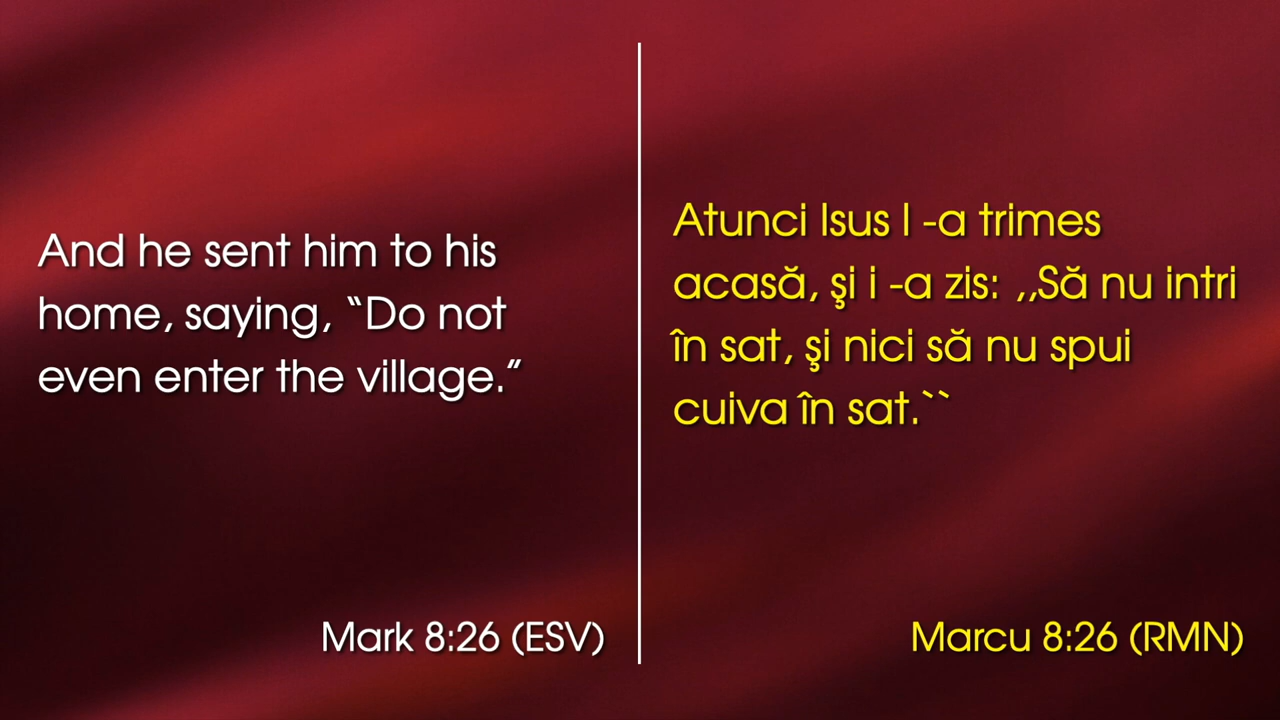 And he sent him to his
home, saying, “Do not
even enter the village.”
Mark 8:26 (ESV)
Atunci Isus l -a trimes
acasă, şi i -a zis: ,,Să nu intri
în sat, şi nici să nu spui
cuiva în sat.``
Marcu 8:26 (RMN)